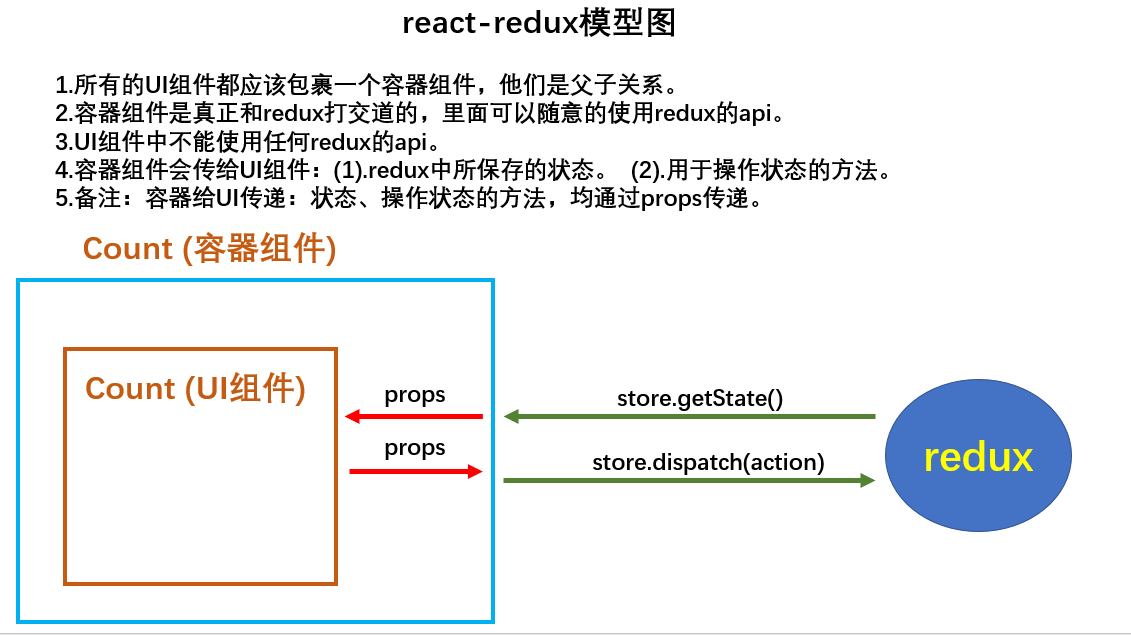 react-redux模型图
1.所有的UI组件都应该包裹一个容器组件，他们是父子关系。
2.容器组件是真正和redux打交道的，里面可以随意的使用redux的api。
3.UI组件中不能使用任何redux的api。
4.容器组件会传给UI组件：(1).redux中所保存的状态。 (2).用于操作状态的方法。
5.备注：容器给UI传递：状态、操作状态的方法，均通过props传递。
Count (容器组件)
Count (UI组件)
props
props
store.getState()
store.dispatch(action)
redux